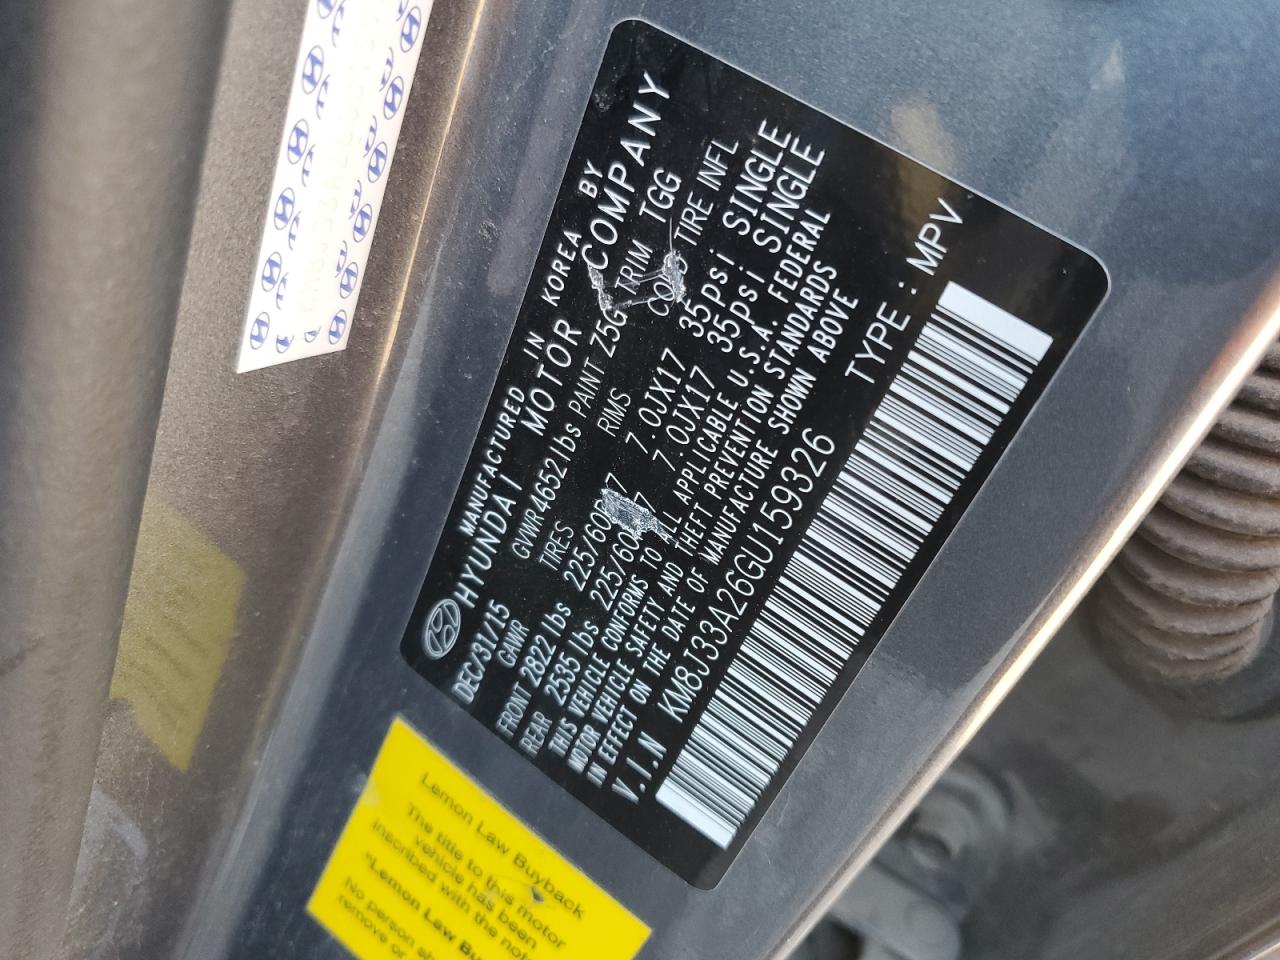 MANUFACTURED IN KOREA BY
HYUNDAI MOTOR COMPANY
DEC/31/15 GVWR 4652 lbs PAINT Z5G TRIM TGG
GAWR TIRES RIMS COLD TIRE INFL
FRONT 2822 lbs 225/60R17 7.0JX17 35psi SINGLE
REAR 2535 lbs 225/60R17 7.0JX17 35psi SINGLE
THIS VEHICLE CONFORMS TO ALL APPLICABLE U.S.A. FEDERAL
MOTOR VEHICLE SAFETY AND THEFT PREVENTION STANDARDS
IN EFFECT ON THE DATE OF MANUFACTURE SHOWN ABOVE
V.I.N KM8J33A26GU159326 TYPE : MPV
Lemon Law Buyback
The title to this motor
vehicle has been
inscribed with the
"Lemon Law
No person
remove or